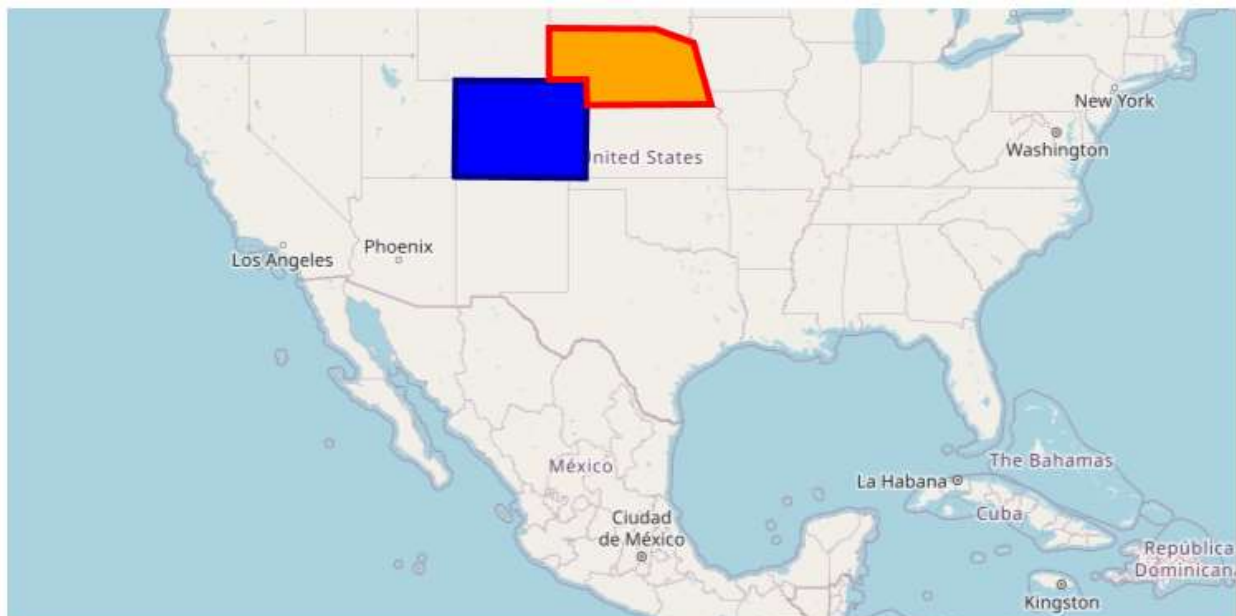 New York
Washington
United States
Phoenix
Los Angeles
México
The Bahamas
La Habana
Cuba
Ciudad
de México
República
Dominicana
Kingston